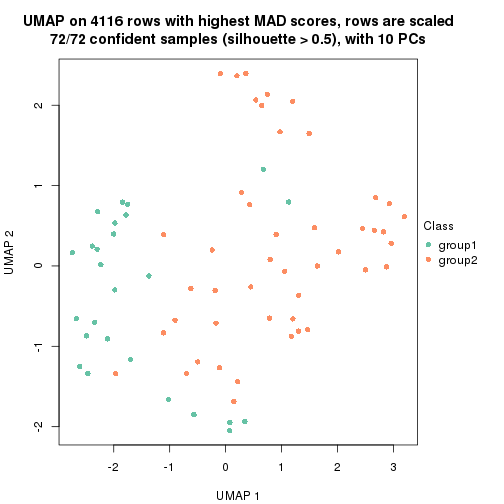 UMAP on 4116 rows with highest MAD scores, rows are scaled
72/72 confident samples (silhouette > 0.5), with 10 PCs
2
1
0
-1
-2
UMAP 2
-2
-1
0
1
2
3
UMAP 1
Class
group1
group2